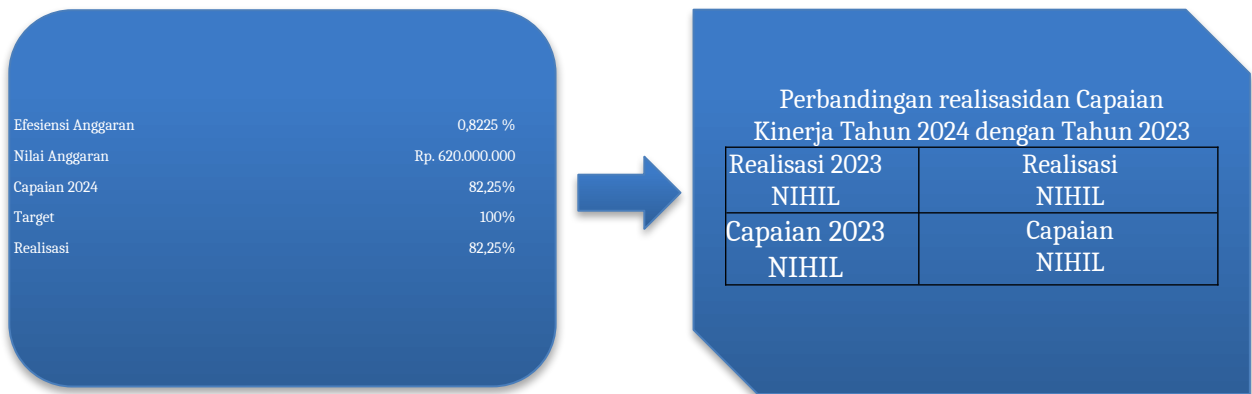 Efesiensi Anggaran 0,8225 %
Nilai Anggaran Rp. 620.000.000
Capaian 2024 82,25%
Target 100%
Realisasi 82,25%
Perbandingan realisasidan Capaian
Kinerja Tahun 2024 dengan Tahun 2023
Realisasi 2023 Realisasi
NIHIL NIHIL
Capaian 2023 Capaian
NIHIL NIHIL